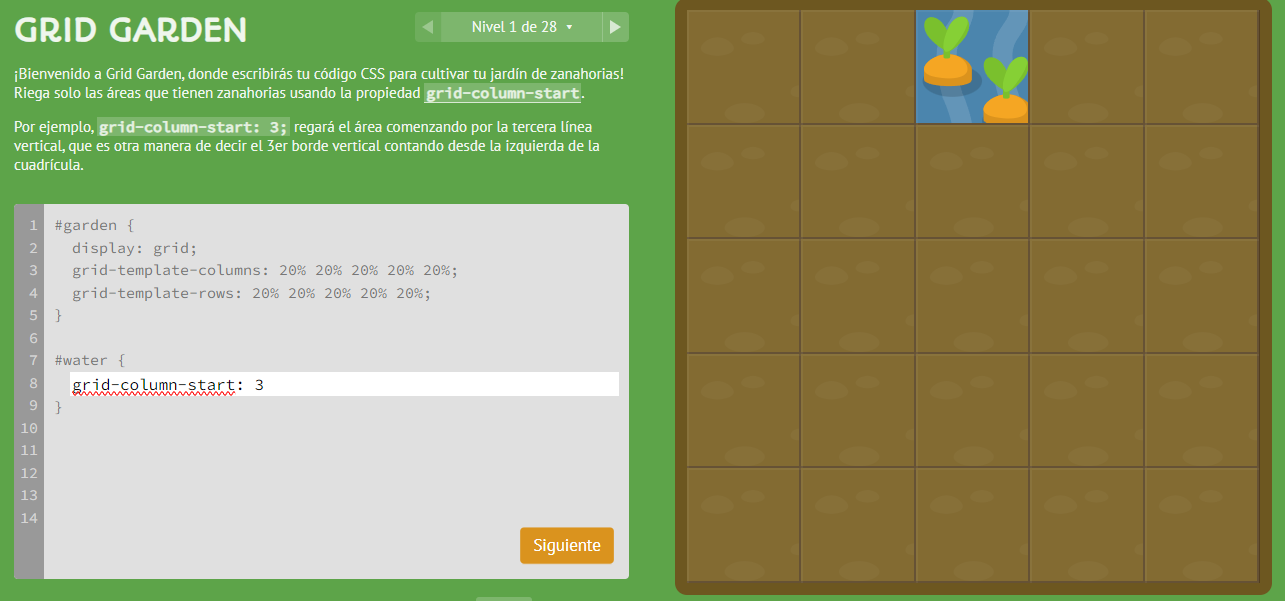 GRID GARDEN
Nivel 1 de 28
¡Bienvenido a Grid Garden, donde escribirás tu código CSS para cultivar tu jardín de zanahorias!
Riega solo las áreas que tienen zanahorias usando la propiedad grid-column-start.
Por ejemplo, grid-column-start: 3; regará el área comenzando por la tercera línea
vertical, que es otra manera de decir el 3er borde vertical contando desde la izquierda de la
cuadrícula.
1 #garden {
2 display: grid;
3 grid-template-columns: 20% 20% 20% 20% 20%;
4 grid-template-rows: 20% 20% 20% 20% 20%;
5 }
6
7 #water {
8 grid-column-start: 3
9 }
10
11
12
13
14
Siguiente